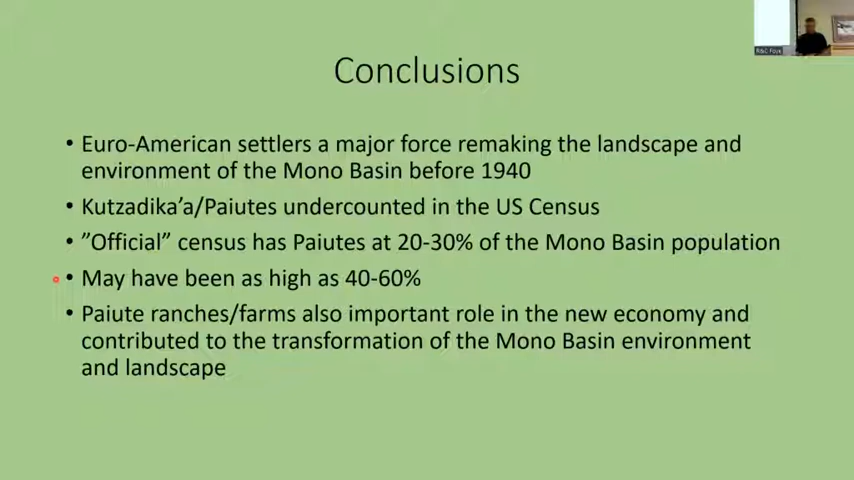 Conclusions
• Euro-American settlers a major force remaking the landscape and
environment of the Mono Basin before 1940
• Kutzadika'a/Paiutes undercounted in the US Census
• ”Official” census has Paiutes at 20-30% of the Mono Basin population
• May have been as high as 40-60%
• Paiute ranches/farms also important role in the new economy and
contributed to the transformation of the Mono Basin environment
and landscape